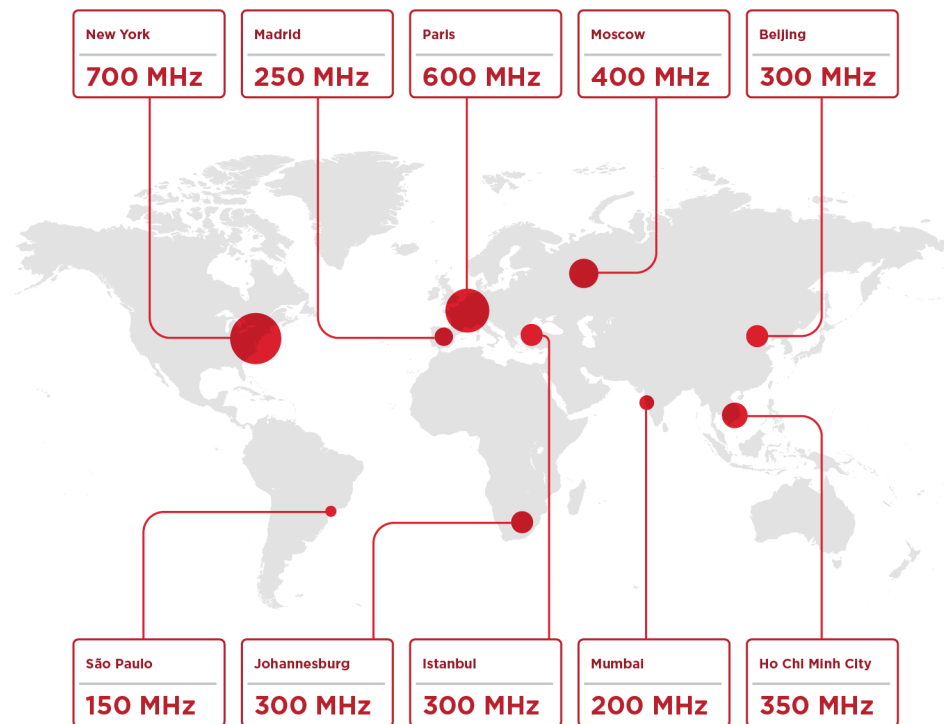 New York
700 MHz
Madrid
250 MHz
Paris
600 MHz
Moscow
400 MHz
Beijing
300 MHz
São Paulo
150 MHz
Johannesburg
300 MHz
Istanbul
300 MHz
Mumbai
200 MHz
Ho Chi Minh City
350 MHz